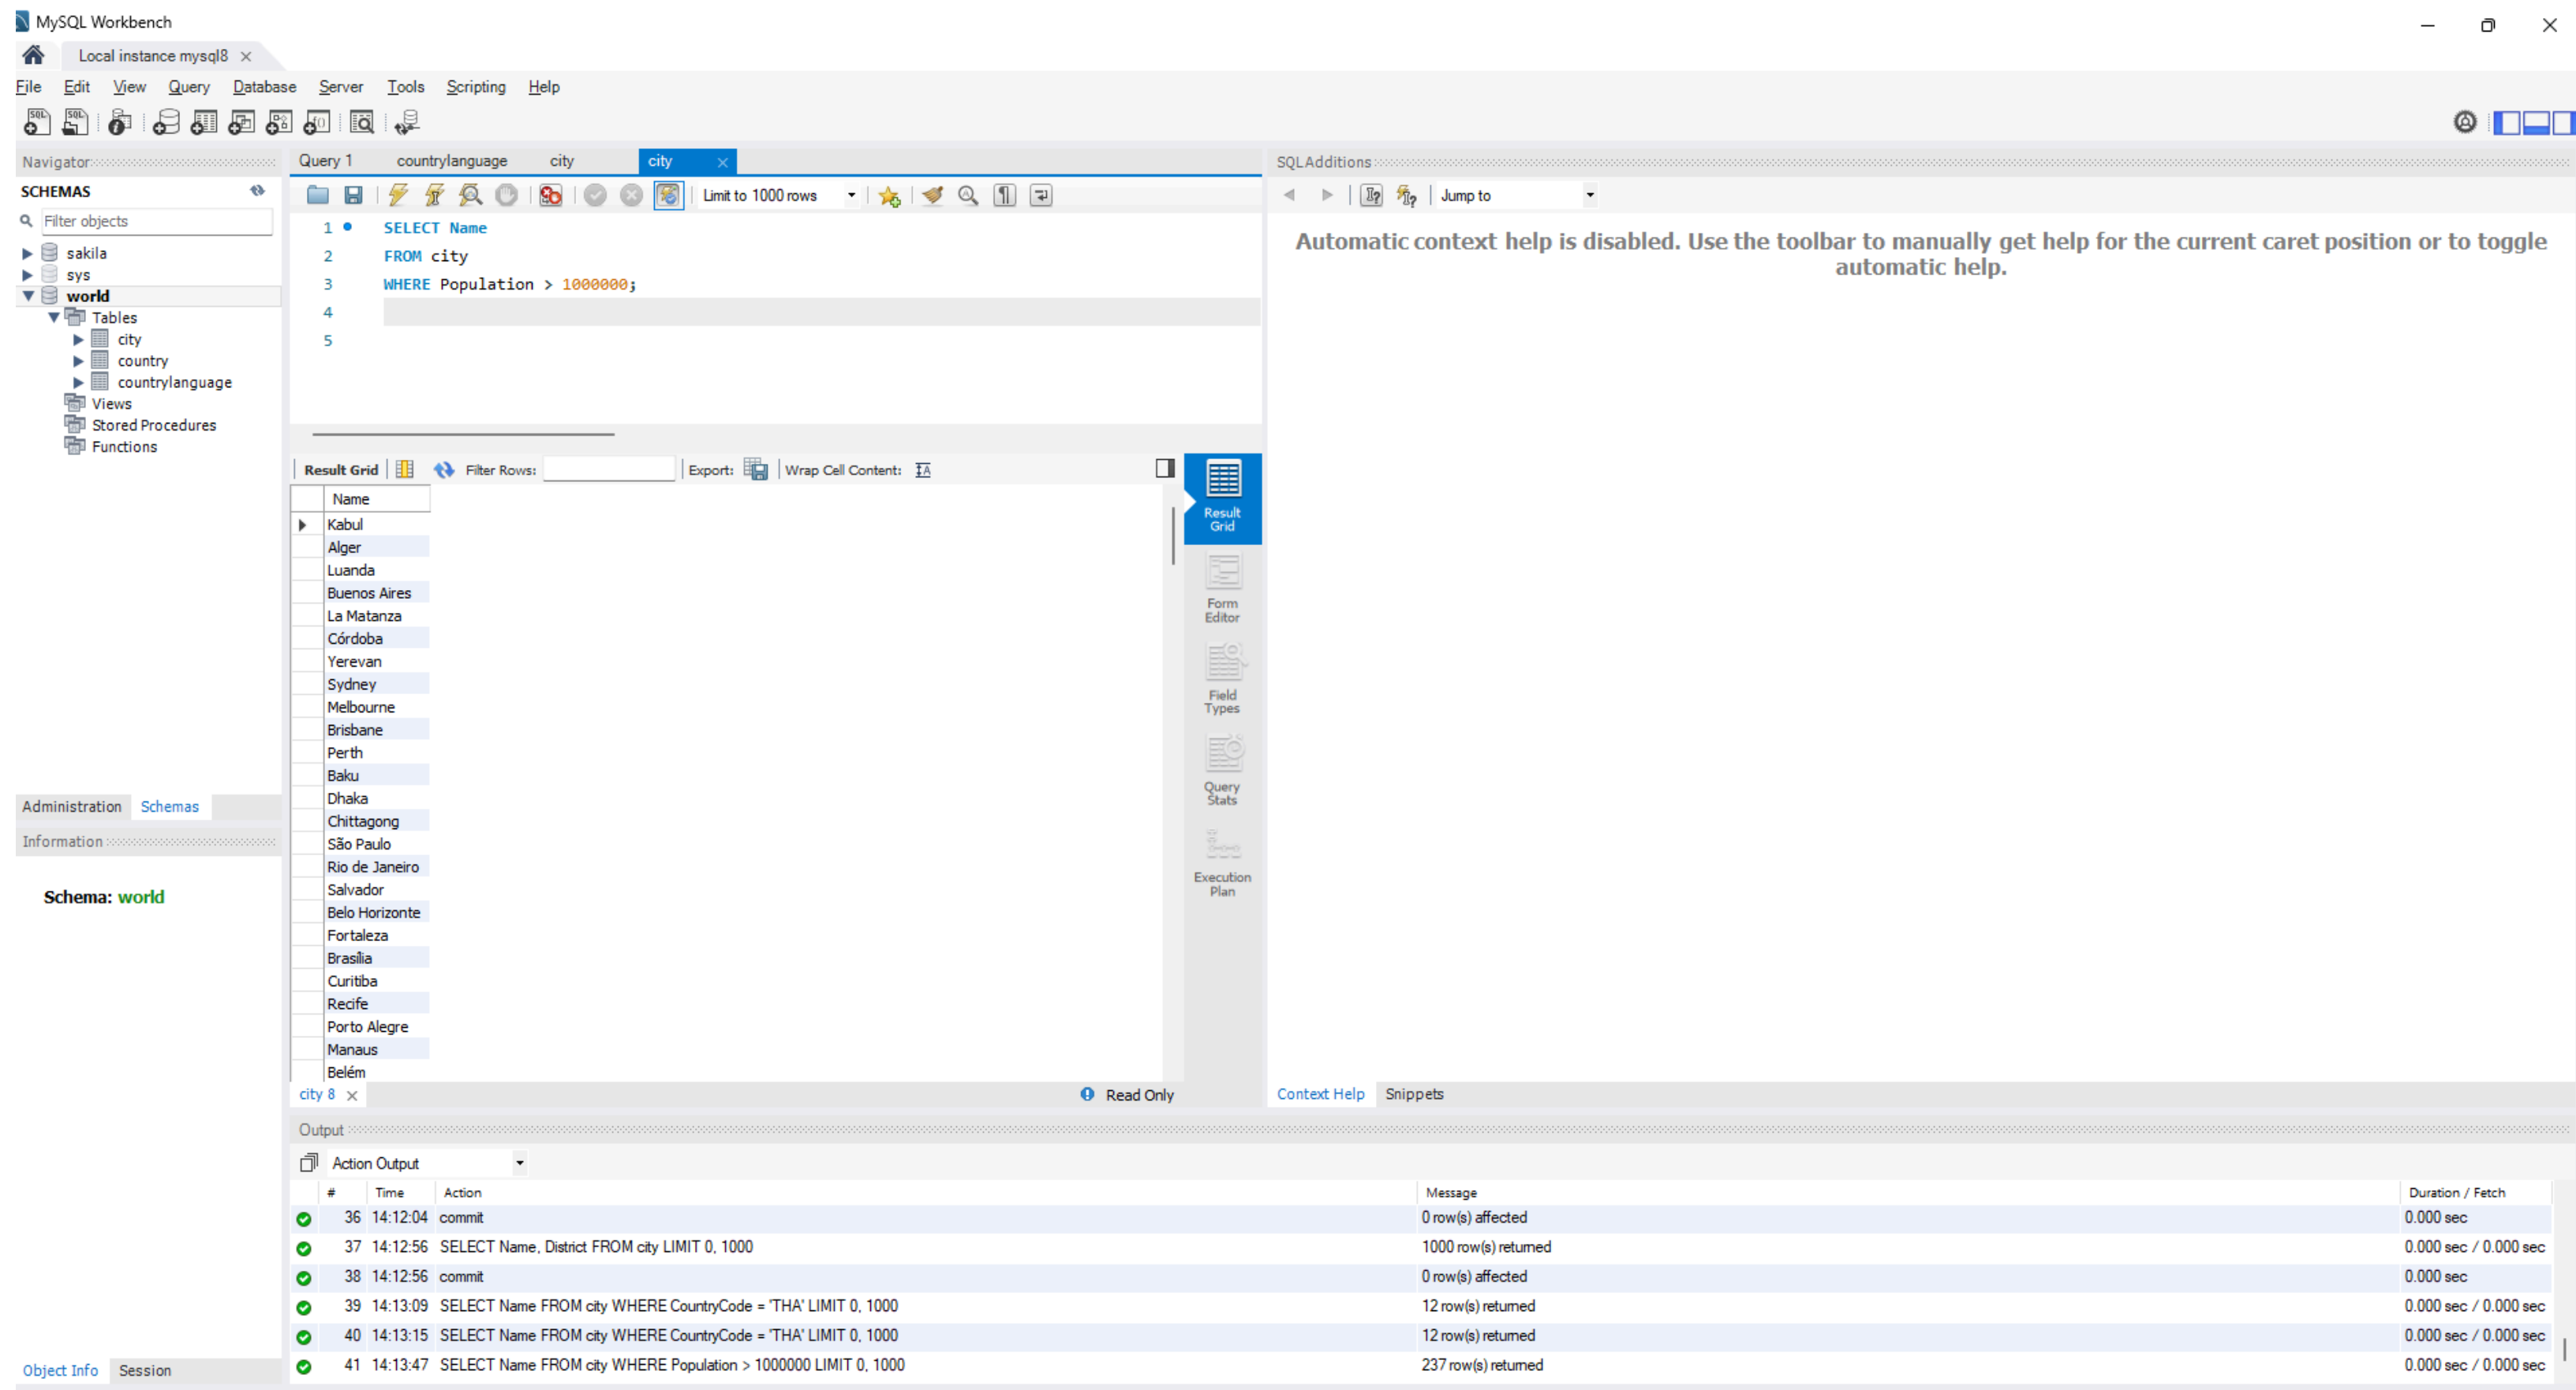 MySQL Workbench
Local instance mysql8
File Edit View Query Database Server Tools Scripting Help
Navigator
SCHEMAS
Filter objects
sakila
sys
world
Tables
city
country
countrylanguage
Views
Stored Procedures
Functions
Administration Schemas
Information
Schema: world
Object Info Session
Query 1 countrylanguage city city
Limit to 1000 rows
1 SELECT Name
2 FROM city
3 WHERE Population > 1000000;
4
5
Result Grid Filter Rows: Export: Wrap Cell Content:
Name
Kabul
Alger
Luanda
Buenos Aires
La Matanza
Córdoba
Yerevan
Sydney
Melbourne
Brisbane
Perth
Baku
Dhaka
Chittagong
São Paulo
Rio de Janeiro
Salvador
Belo Horizonte
Fortaleza
Brasília
Curitiba
Recife
Porto Alegre
Manaus
Belém
Result
Grid
Form
Editor
Field
Types
Query
Stats
Execution
Plan
city 8 Read Only
SQLAdditions
Jump to
Automatic context help is disabled. Use the toolbar to manually get help for the current caret position or to toggle
automatic help.
Context Help Snippets
Output
Action Output
# Time Action Message Duration / Fetch
36 14:12:04 commit 0 row(s) affected 0.000 sec
37 14:12:56 SELECT Name, District FROM city LIMIT 0, 1000 1000 row(s) returned 0.000 sec / 0.000 sec
38 14:12:56 commit 0 row(s) affected 0.000 sec
39 14:13:09 SELECT Name FROM city WHERE CountryCode = 'THA' LIMIT 0, 1000 12 row(s) returned 0.000 sec / 0.000 sec
40 14:13:15 SELECT Name FROM city WHERE CountryCode = 'THA' LIMIT 0, 1000 12 row(s) returned 0.000 sec / 0.000 sec
41 14:13:47 SELECT Name FROM city WHERE Population > 1000000 LIMIT 0, 1000 237 row(s) returned 0.000 sec / 0.000 sec